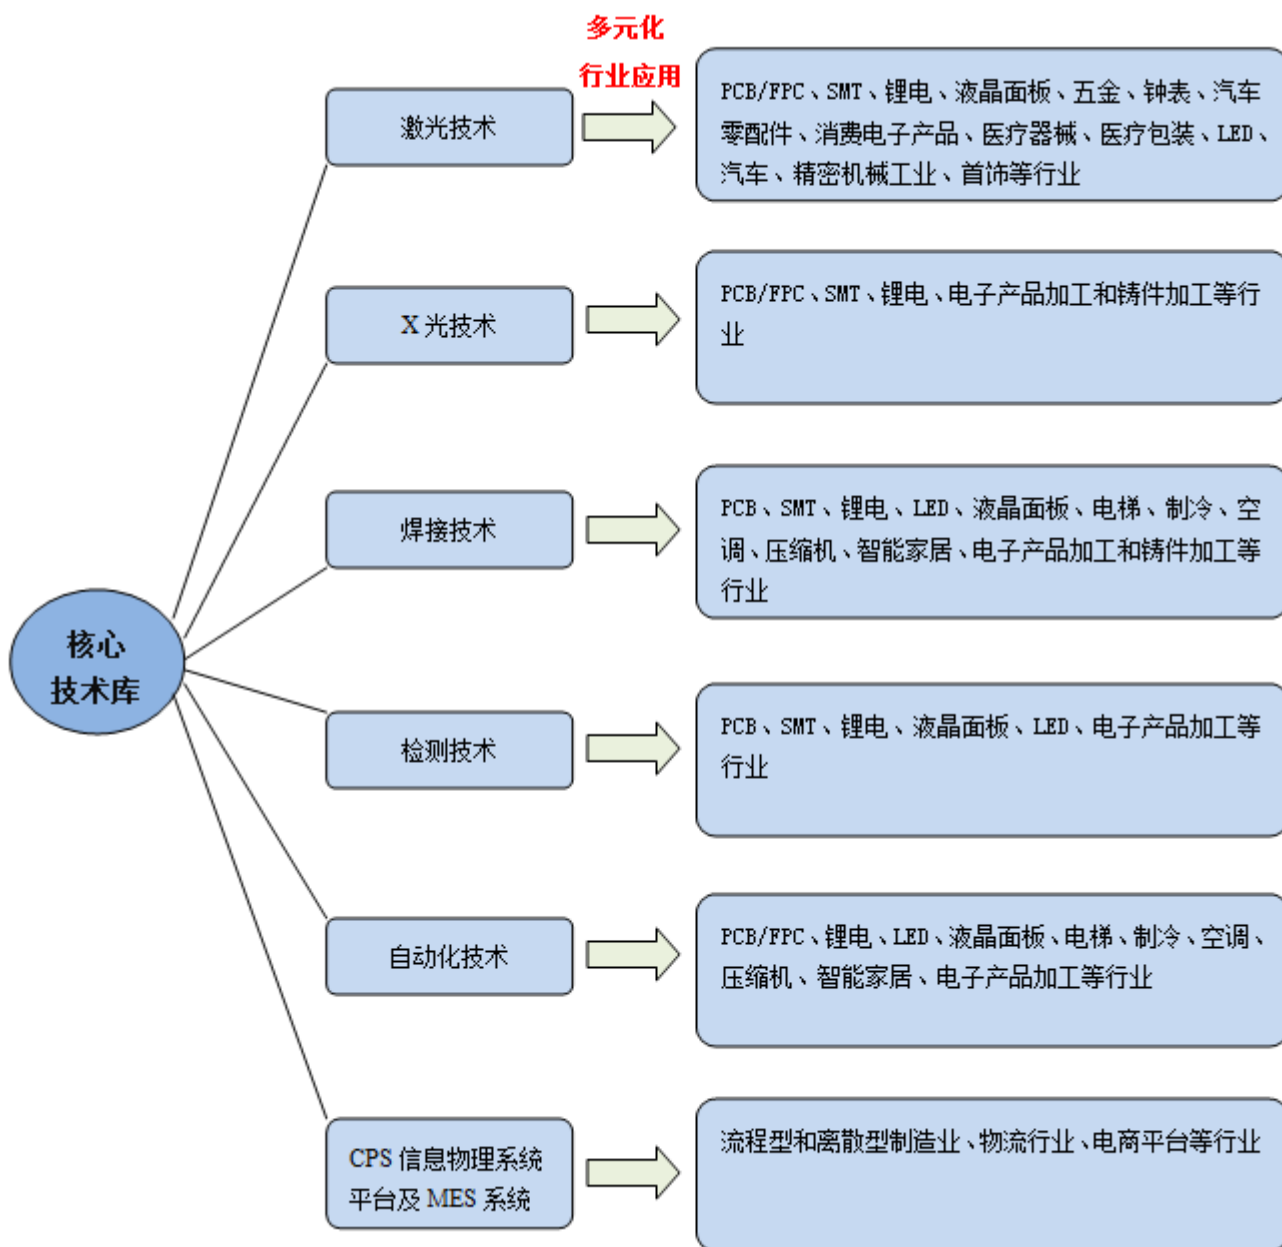 多元化
行业应用
激光技术
PCB/FPC、SMT、锂电、液晶面板、五金、钟表、汽车
零配件、消费电子产品、医疗器械、医疗包装、LED、
汽车、精密机械工业、首饰等行业
X 光技术
PCB/FPC、SMT、锂电、电子产品加工和铸件加工等行
业
焊接技术
PCB、SMT、锂电、LED、液晶面板、电梯、制冷、空
调、压缩机、智能家居、电子产品加工和铸件加工等
行业
核心
技术库
检测技术
PCB、SMT、锂电、液晶面板、LED、电子产品加工等
行业
自动化技术
PCB/FPC、锂电、LED、液晶面板、电梯、制冷、空调、
压缩机、智能家居、电子产品加工等行业
CPS 信息物理系统
平台及 MES 系统
流程型和离散型制造业、物流行业、电商平台等行业